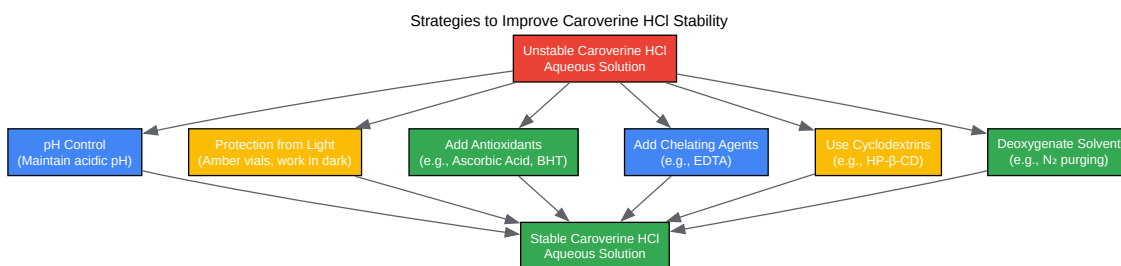 Strategies to Improve Caroverine HCl Stability
Unstable Caroverine HCl
Aqueous Solution
pH Control
(Maintain acidic pH)
Protection from Light
(Amber vials, work in dark)
Add Antioxidants
(e.g., Ascorbic Acid, BHT)
Add Chelating Agents
(e.g., EDTA)
Use Cyclodextrins
(e.g., HP-β-CD)
Deoxygenate Solvent
(e.g., N₂ purging)
Stable Caroverine HCl
Aqueous Solution